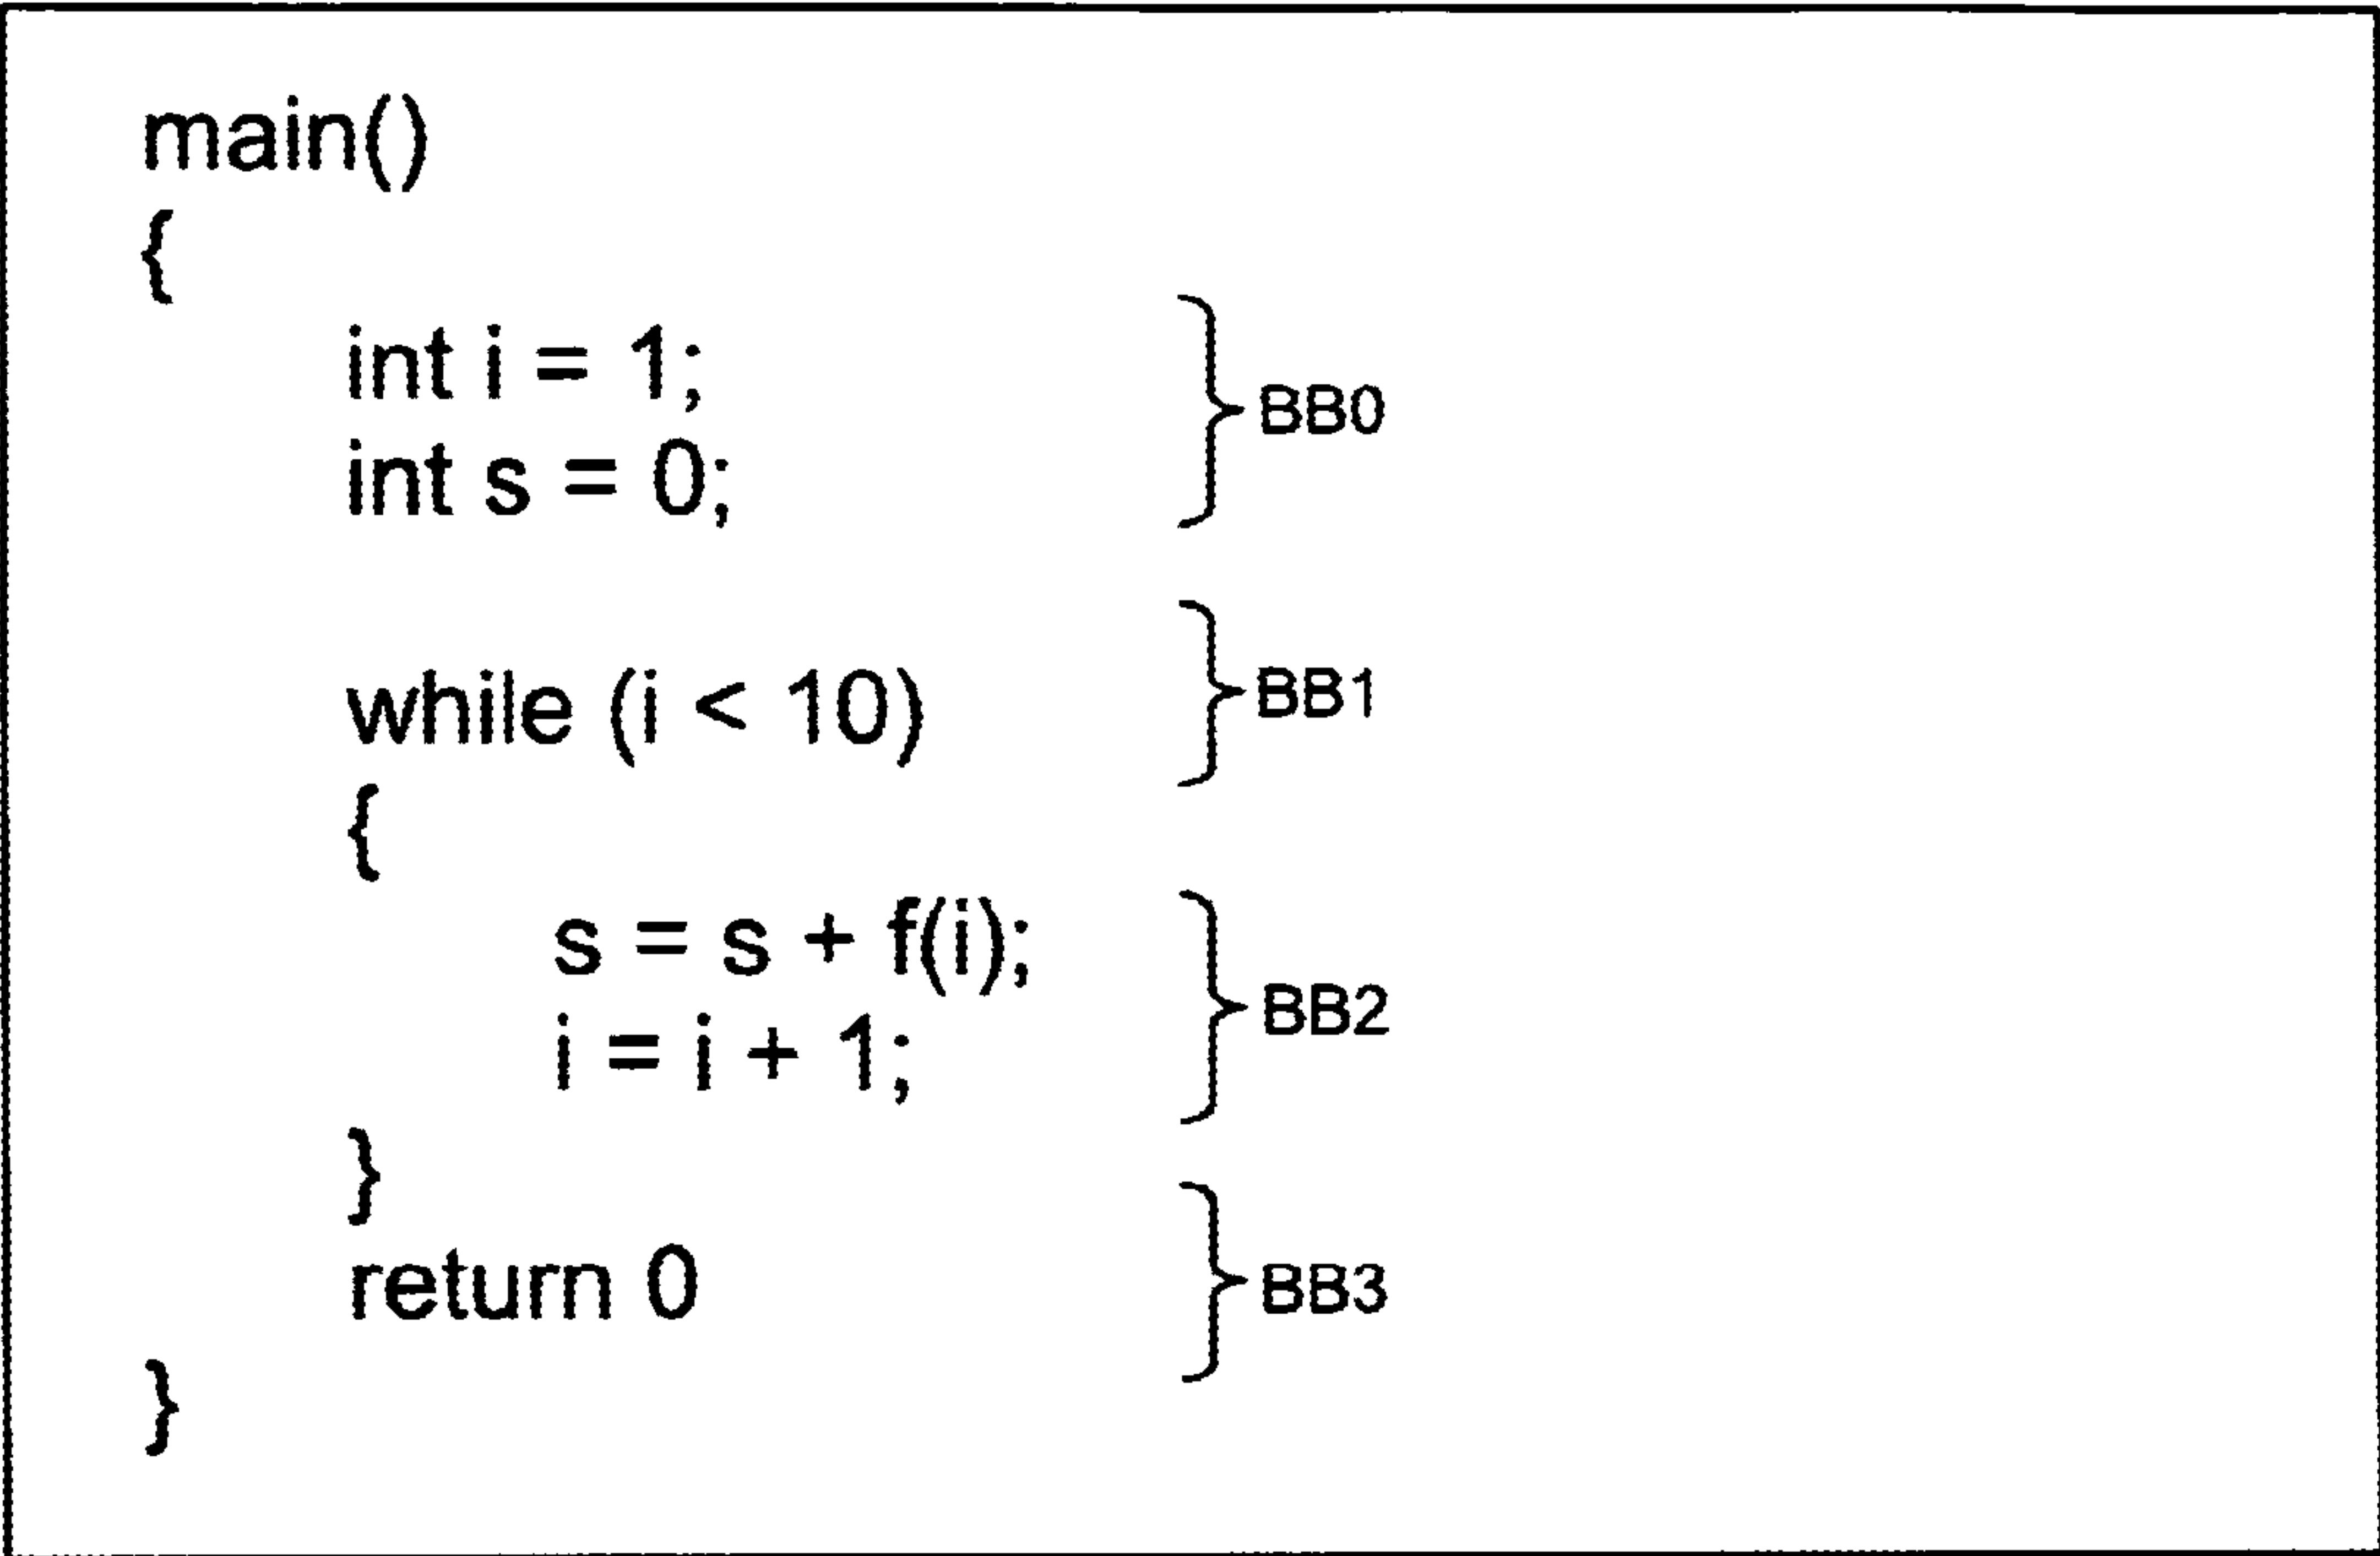 main()
{
int i = 1;
int s = 0;
BB0
while (i < 10)
BB1
{
s = s + f(i);
i = i + 1;
BB2
}
return 0
BB3
}